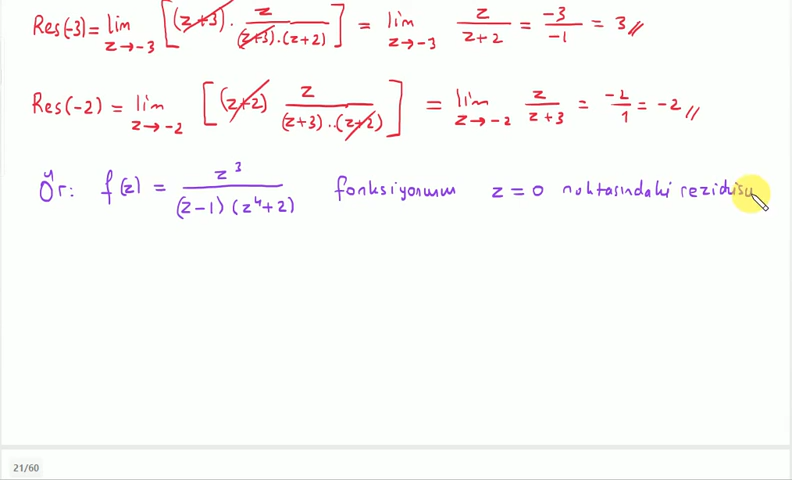 Res(-3) = lim z→-3 [(z+3) · z / (z+3)·(z+2)] = lim z→-3 z / z+2 = -3 / -1 = 3 //
Res(-2) = lim z→-2 [(z+2) z / (z+3)·(z+2)] = lim z→-2 z / z+3 = -2 / 1 = -2 //
Ör: f(z) = z³ / (z-1)(z⁴+2) fonksiyonunun z = 0 noktasındaki rezidüsü
21/60